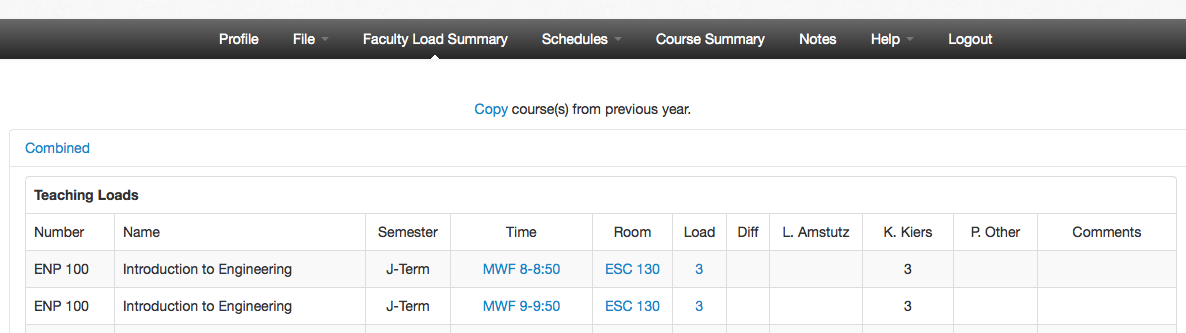 Profile File Faculty Load Summary Schedules Course Summary Notes Help Logout
Copy course(s) from previous year.
Combined
Teaching Loads
Number Name Semester Time Room Load Diff L. Amstutz K. Kiers P. Other Comments
ENP 100 Introduction to Engineering J-Term MWF 8-8:50 ESC 130 3 3
ENP 100 Introduction to Engineering J-Term MWF 9-9:50 ESC 130 3 3